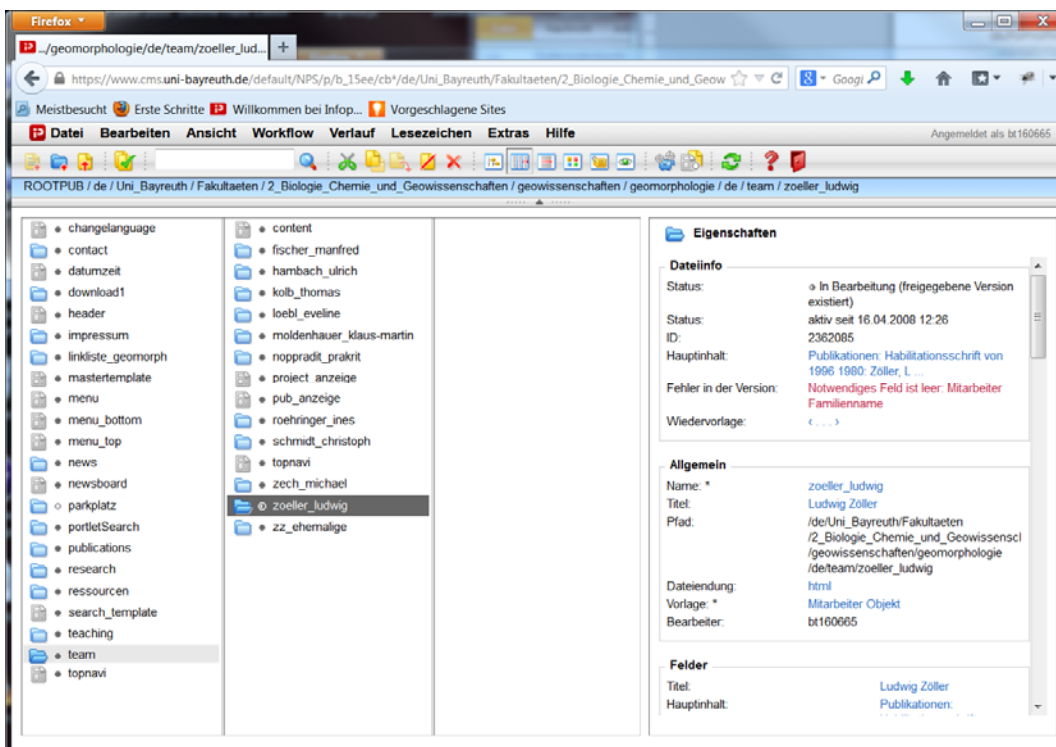 Firefox
.../geomorphologie/de/team/zoeller_lud...
https://www.cms.uni-bayreuth.de/default/NPS/p/b_15ee/cb*/de/Uni_Bayreuth/Fakultaeten/2_Biologie_Chemie_und_Geow
Googl
Meistbesucht Erste Schritte Willkommen bei Infop... Vorgeschlagene Sites
Datei Bearbeiten Ansicht Workflow Verlauf Lesezeichen Extras Hilfe
Angemeldet als bt160665
ROOTPUB / de / Uni_Bayreuth / Fakultaeten / 2_Biologie_Chemie_und_Geowissenschaften / geowissenschaften / geomorphologie / de / team / zoeller_ludwig
changelanguage
contact
datumzeit
download1
header
impressum
linkliste_geomorph
mastertemplate
menu
menu_bottom
menu_top
news
newsboard
parkplatz
portletSearch
publications
research
ressourcen
search_template
teaching
team
topnavi
content
fischer_manfred
hambach_ulrich
kolb_thomas
loebl_eveline
moldenhauer_klaus-martin
noppradit_prakrit
project_anzeige
pub_anzeige
roehringer_ines
schmidt_christoph
topnavi
zech_michael
zoeller_ludwig
zz_ehemalige
Eigenschaften
Dateiinfo
Status: In Bearbeitung (freigegebene Version
existiert)
Status: aktiv seit 16.04.2008 12:26
ID: 2362085
Hauptinhalt: Publikationen: Habilitationsschrift von
1996 1980: Zöller, L ...
Fehler in der Version: Notwendiges Feld ist leer: Mitarbeiter
Familienname
Wiedervorlage: ‹ . . . ›
Allgemein
Name: * zoeller_ludwig
Titel: Ludwig Zöller
Pfad: /de/Uni_Bayreuth/Fakultaeten
/2_Biologie_Chemie_und_Geowissenscl
/geowissenschaften/geomorphologie
/de/team/zoeller_ludwig
Dateiendung: html
Vorlage: * Mitarbeiter Objekt
Bearbeiter: bt160665
Felder
Titel: Ludwig Zöller
Hauptinhalt: Publikationen: